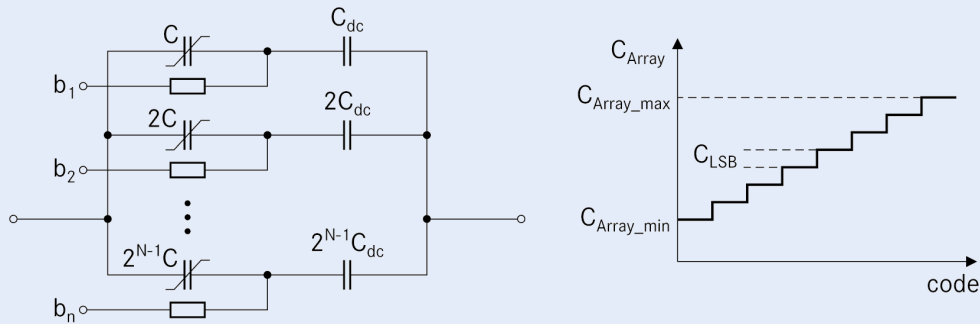 C
C_dc
b_1
2C
2C_dc
b_2
2^{N-1}C
2^{N-1}C_dc
b_n
C_Array
C_Array_max
C_LSB
C_Array_min
code